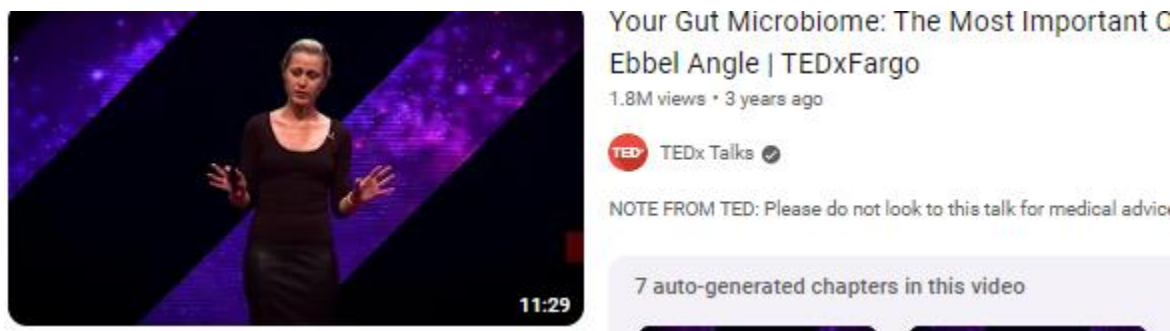 11:29
Your Gut Microbiome: The Most Important
Ebbel Angle | TEDxFargo
1.8M views • 3 years ago
TED
TEDx Talks
NOTE FROM TED: Please do not look to this talk for medical advice
7 auto-generated chapters in this video